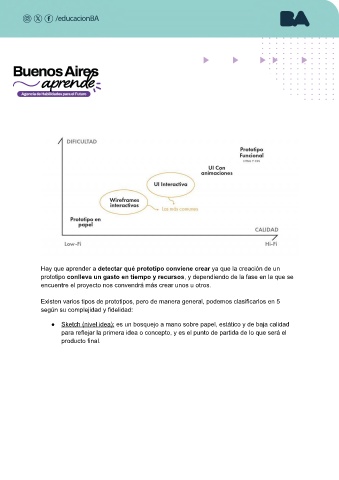 /educacionBA
BA
Buenos Aires
aprende
Agencia de Habilidades para el Futuro
DIFICULTAD
Prototipo
Funcional
UI Con
animaciones
UI Interactiva
Wireframes
interactivos
Los más comunes
Prototipo en
papel
CALIDAD
Low-Fi
Hi-Fi
Hay que aprender a detectar qué prototipo conviene crear ya que la creación de un
prototipo conlleva un gasto en tiempo y recursos, y dependiendo de la fase en la que se
encuentre el proyecto nos convendrá más crear unos u otros.
Existen varios tipos de prototipos, pero de manera general, podemos clasificarlos en 5
según su complejidad y fidelidad:
● Sketch (nivel idea): es un bosquejo a mano sobre papel, estático y de baja calidad
para reflejar la primera idea o concepto, y es el punto de partida de lo que será el
producto final.